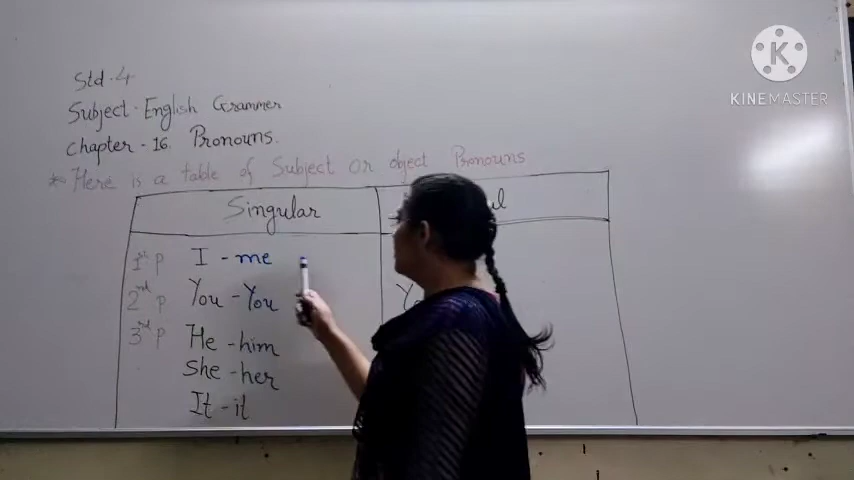 Std. 4
Subject - English Grammer
Chapter - 16. Pronouns.
* Here is a table of Subject or object Pronouns
Singular
1st P I - me
2nd P You - You
3rd P He - him
She - her
It - it
KINEMASTER